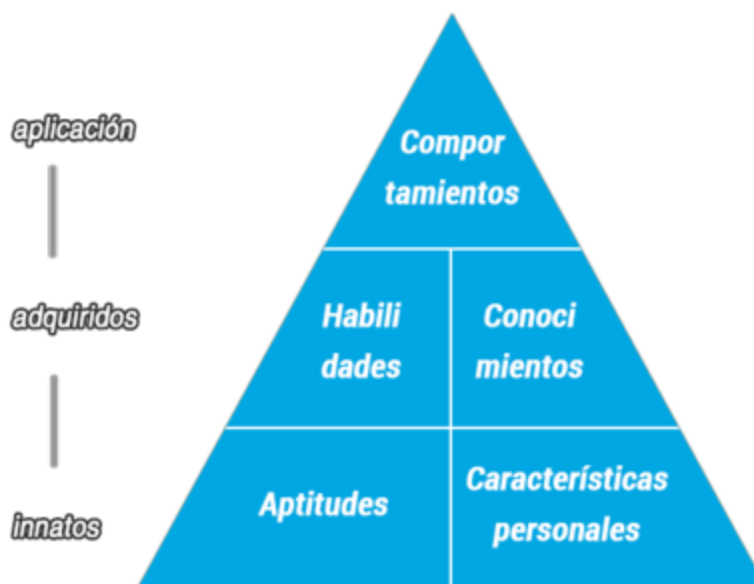 aplicación
Compor
tamientos
adquiridos
Habili
dades
Conoci
mientos
innatos
Aptitudes
Características
personales